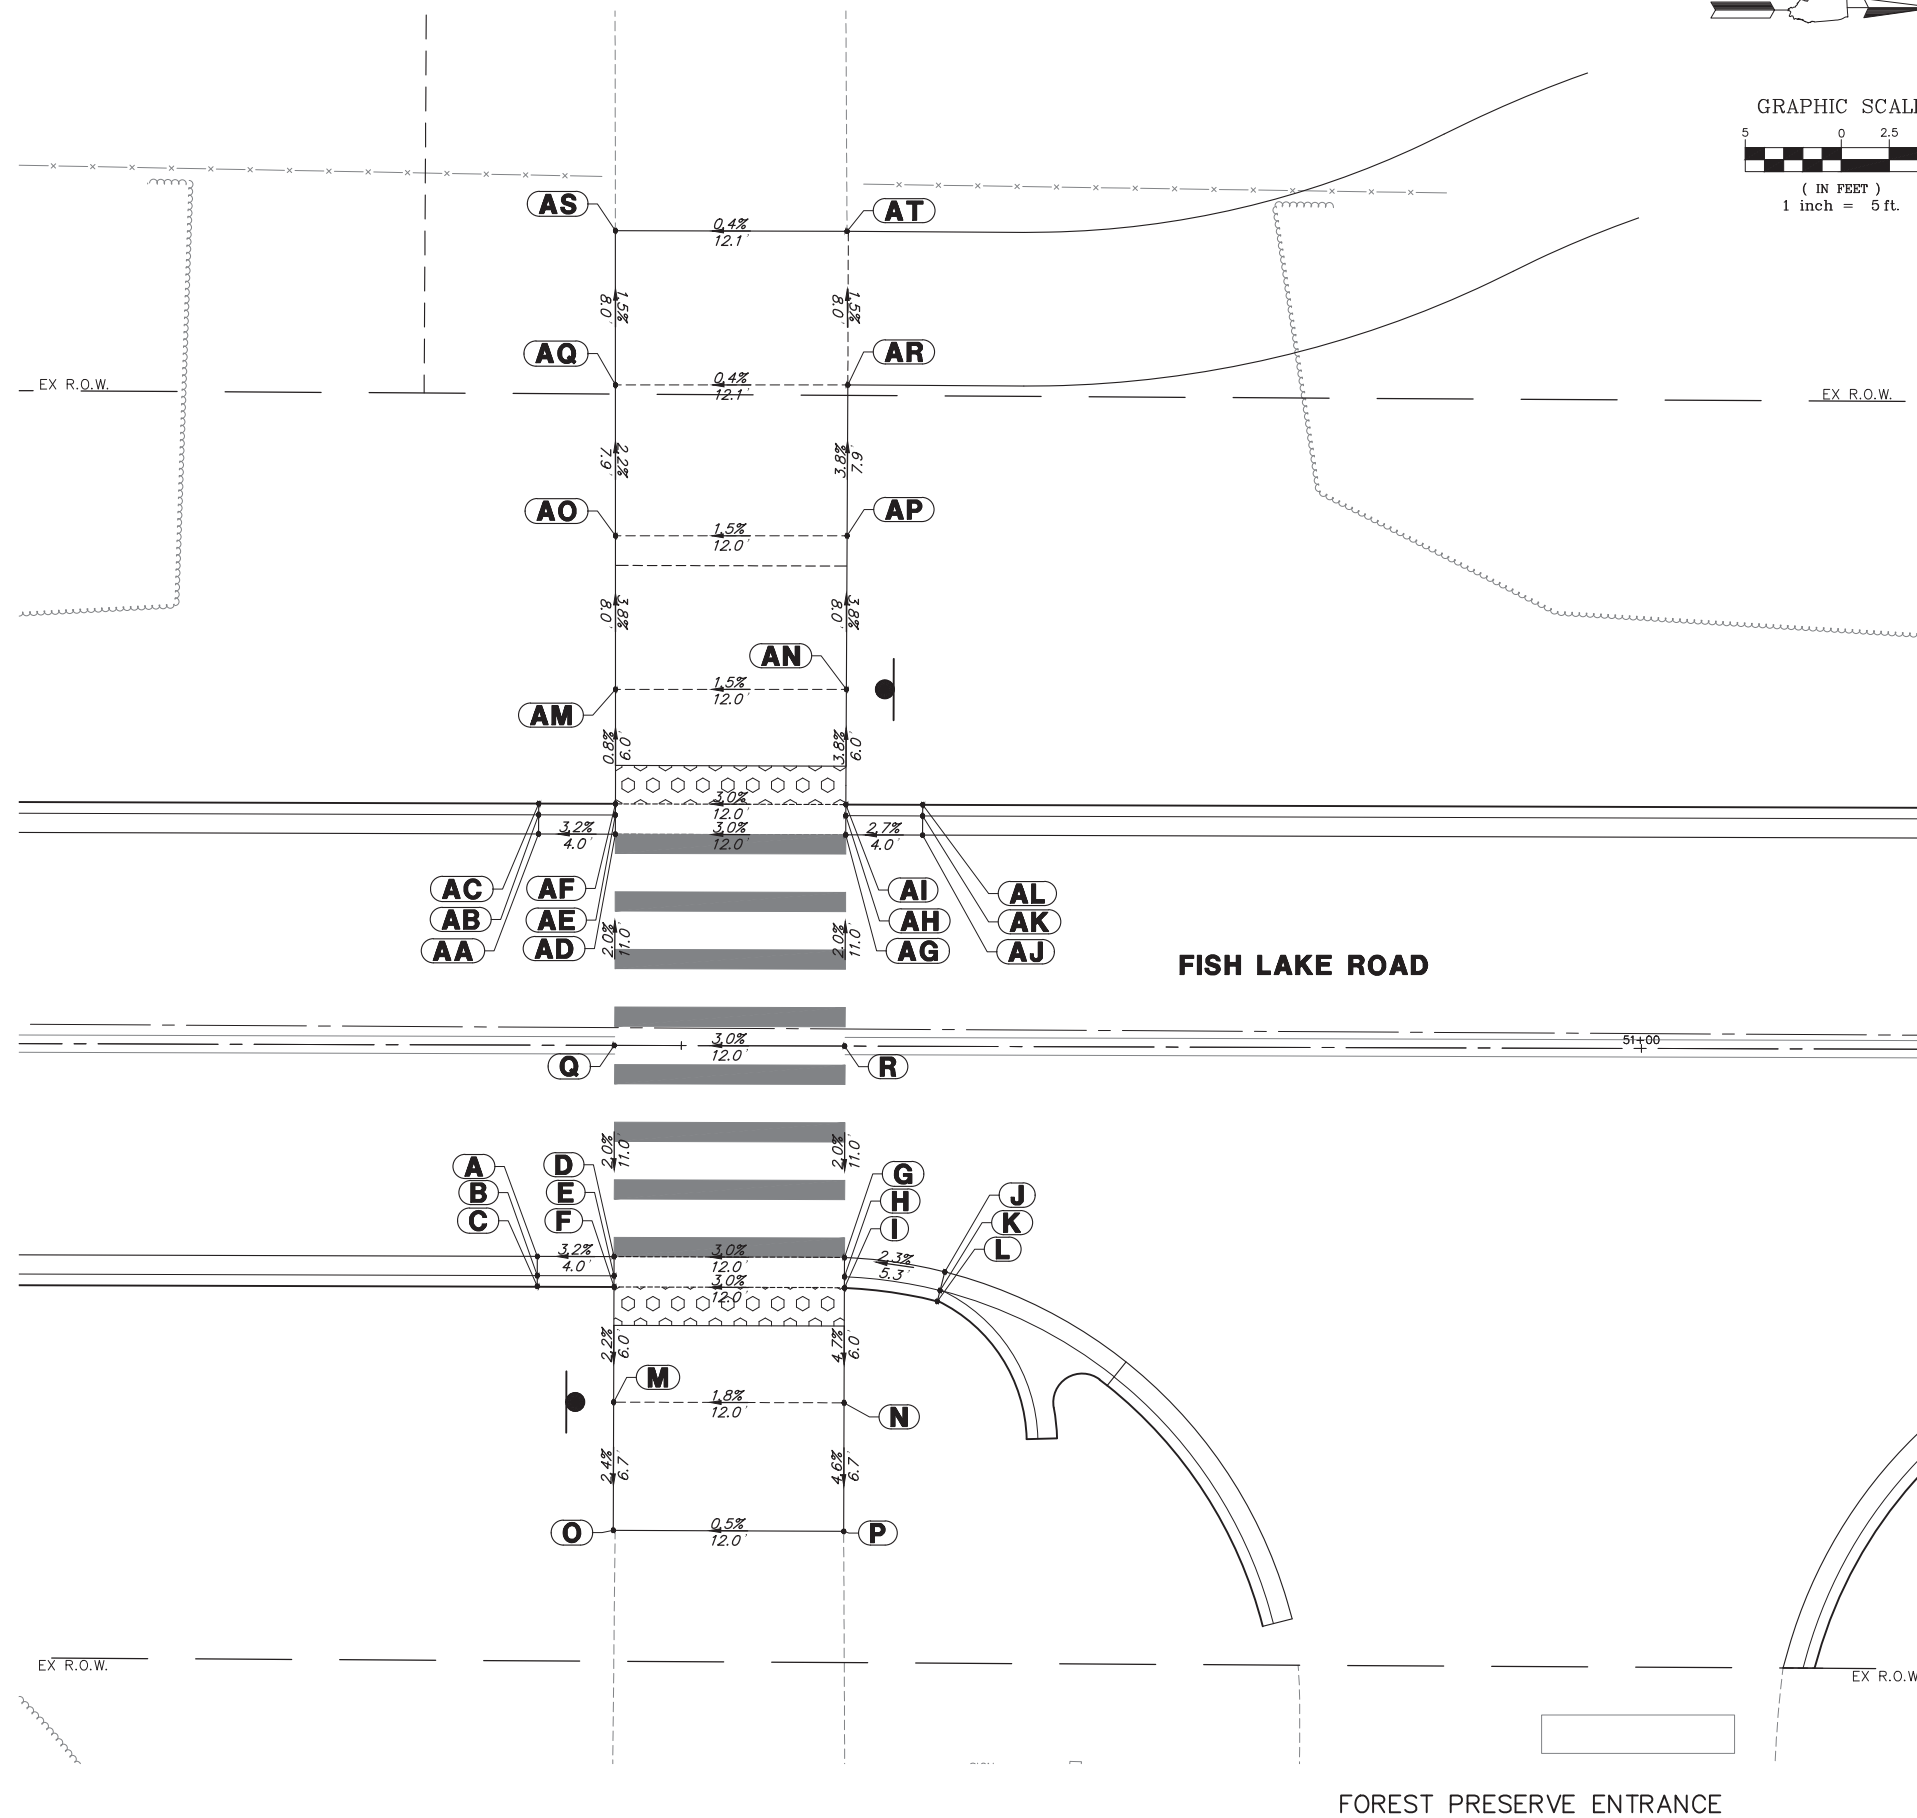 GRAPHIC SCALE
5 0 2.5
( IN FEET )
1 inch = 5 ft.
AS
AT
0.4%
12.1'
1.5%
8.0'
1.5%
8.0'
AQ
AR
0.4%
12.1'
EX R.O.W.
EX R.O.W.
2.2%
7.9'
3.8%
7.6'
AO
AP
1.5%
12.0'
3.8%
8.0'
3.8%
8.0'
AN
1.5%
12.0'
AM
0.8%
6.0'
3.8%
6.0'
3.0%
12.0'
3.2%
4.0'
3.0%
12.0'
2.7%
4.0'
AC
AF
AI
AL
AB
AE
AH
AK
AA
AD
AG
AJ
2.0%
11.0'
2.0%
11.0'
FISH LAKE ROAD
3.0%
12.0'
51+00
Q
R
2.0%
11.0'
2.0%
11.0'
A
D
G
J
B
E
H
K
C
F
I
L
3.2%
4.0'
3.0%
12.0'
2.3%
5.3'
3.0%
12.0'
2.2%
6.0'
4.7%
6.0'
M
1.8%
12.0'
N
2.4%
6.7'
4.6%
6.7'
O
0.5%
12.0'
P
EX R.O.W.
EX R.O.W
FOREST PRESERVE ENTRANCE